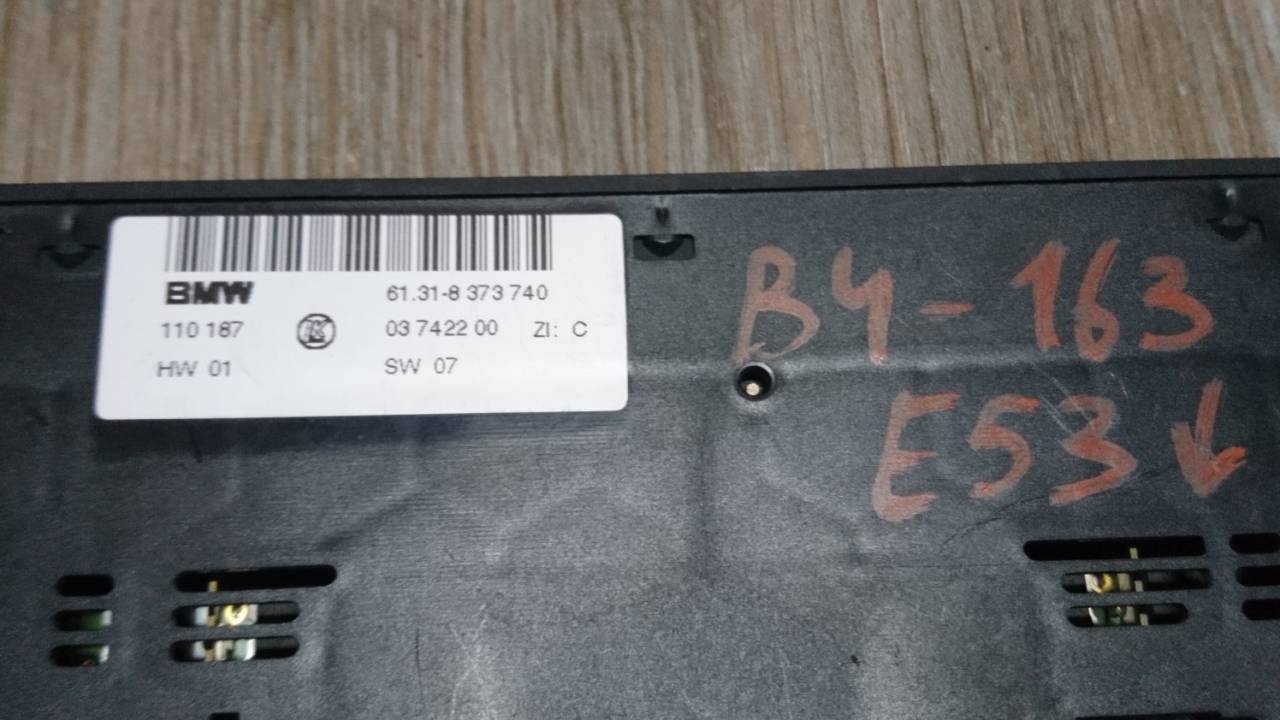 BMW 61.31-8 373 740
110 187 03 7422 00 ZI: C
HW 01 SW 07
B4-163
E53↓